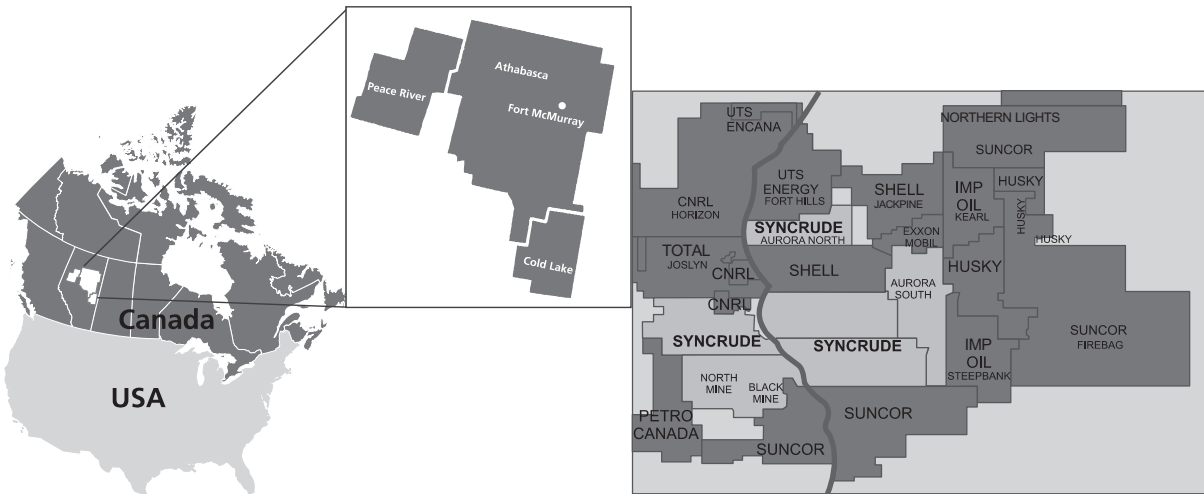 Canada
USA
Athabasca
Peace River
Fort McMurray
Cold Lake
UTS
ENCANA
NORTHERN LIGHTS
SUNCOR
UTS
ENERGY
FORT HILLS
SHELL
JACKPINE
IMP
OIL
KEARL
HUSKY
HUSKY
HUSKY
CNRL
HORIZON
SYNCRUDE
AURORA NORTH
EXXON
MOBIL
TOTAL
JOSLYN
CNRL
SHELL
HUSKY
AURORA
SOUTH
CNRL
SYNCRUDE
SYNCRUDE
IMP
OIL
STEEPBANK
SUNCOR
FIREBAG
NORTH
MINE
BLACK
MINE
PETRO
CANADA
SUNCOR
SUNCOR